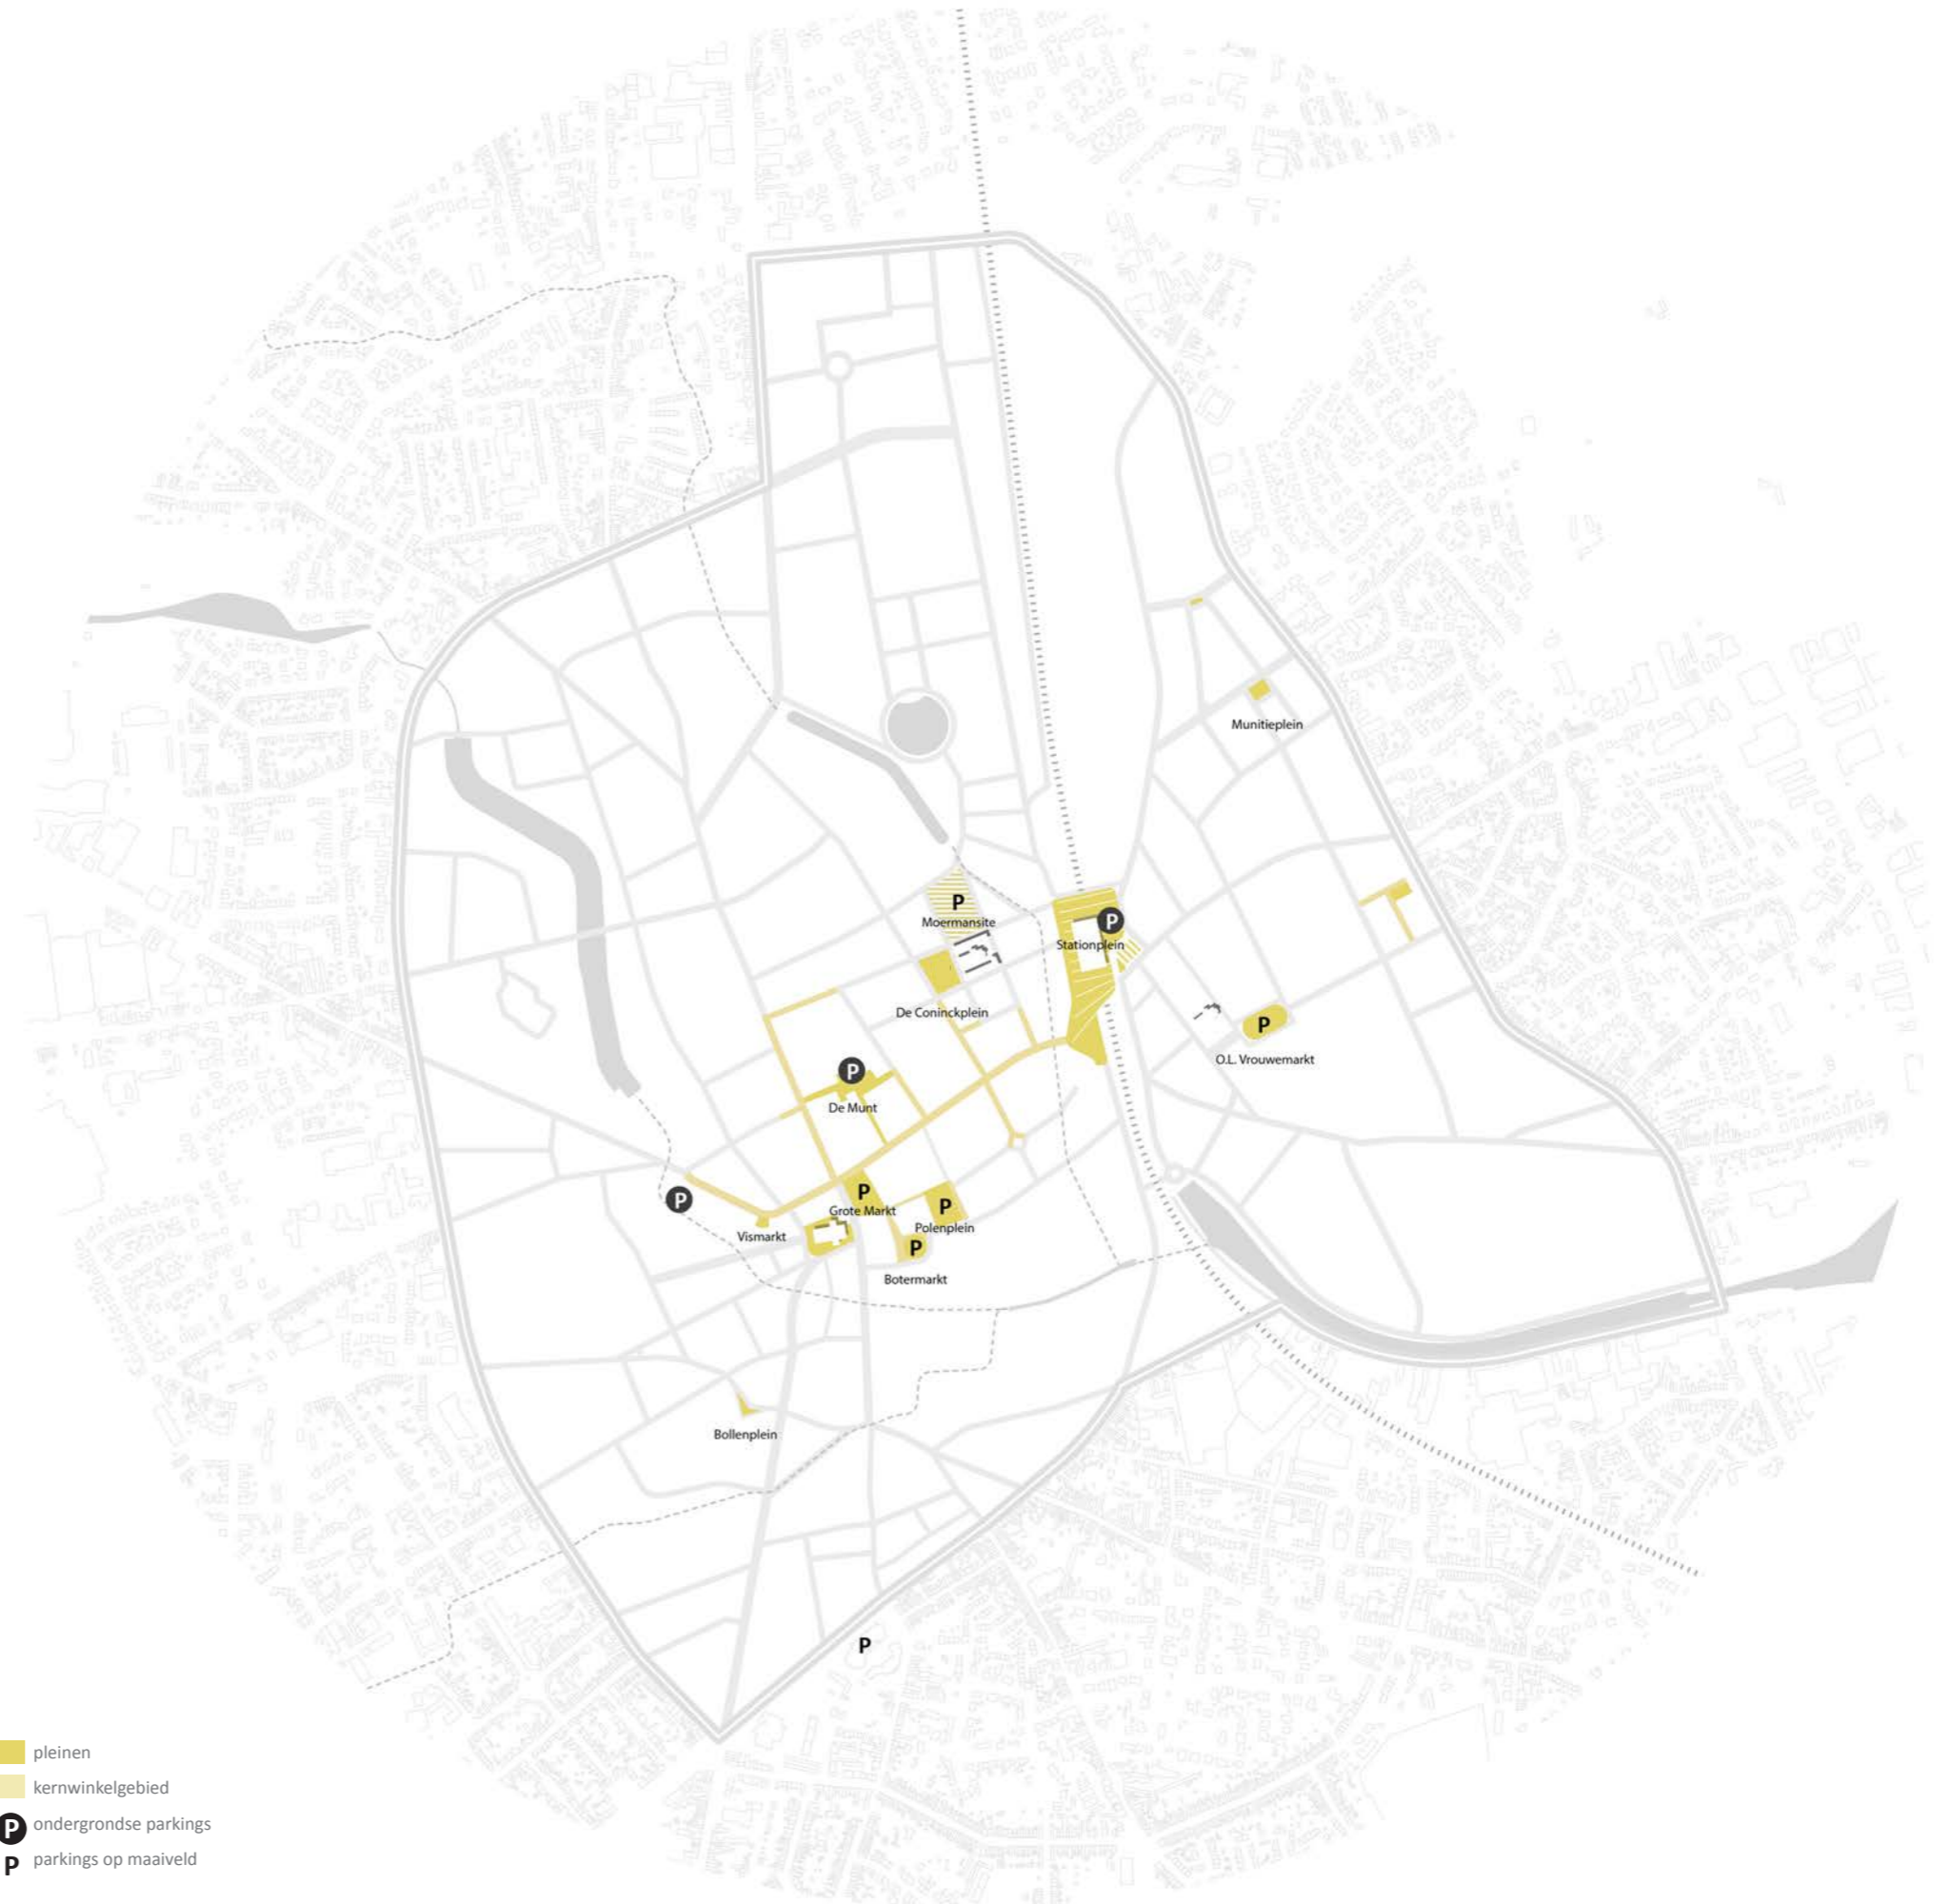 Munitieplein
P
Moermansite
P
Stationplein
De Coninckplein
P
O.L. Vrouwemarkt
P
De Munt
P
P
Grote Markt
P
Polenplein
Vismarkt
P
Botermarkt
Bollenplein
P
pleinen
kernwinkelgebied
P ondergrondse parkings
P parkings op maaiveld